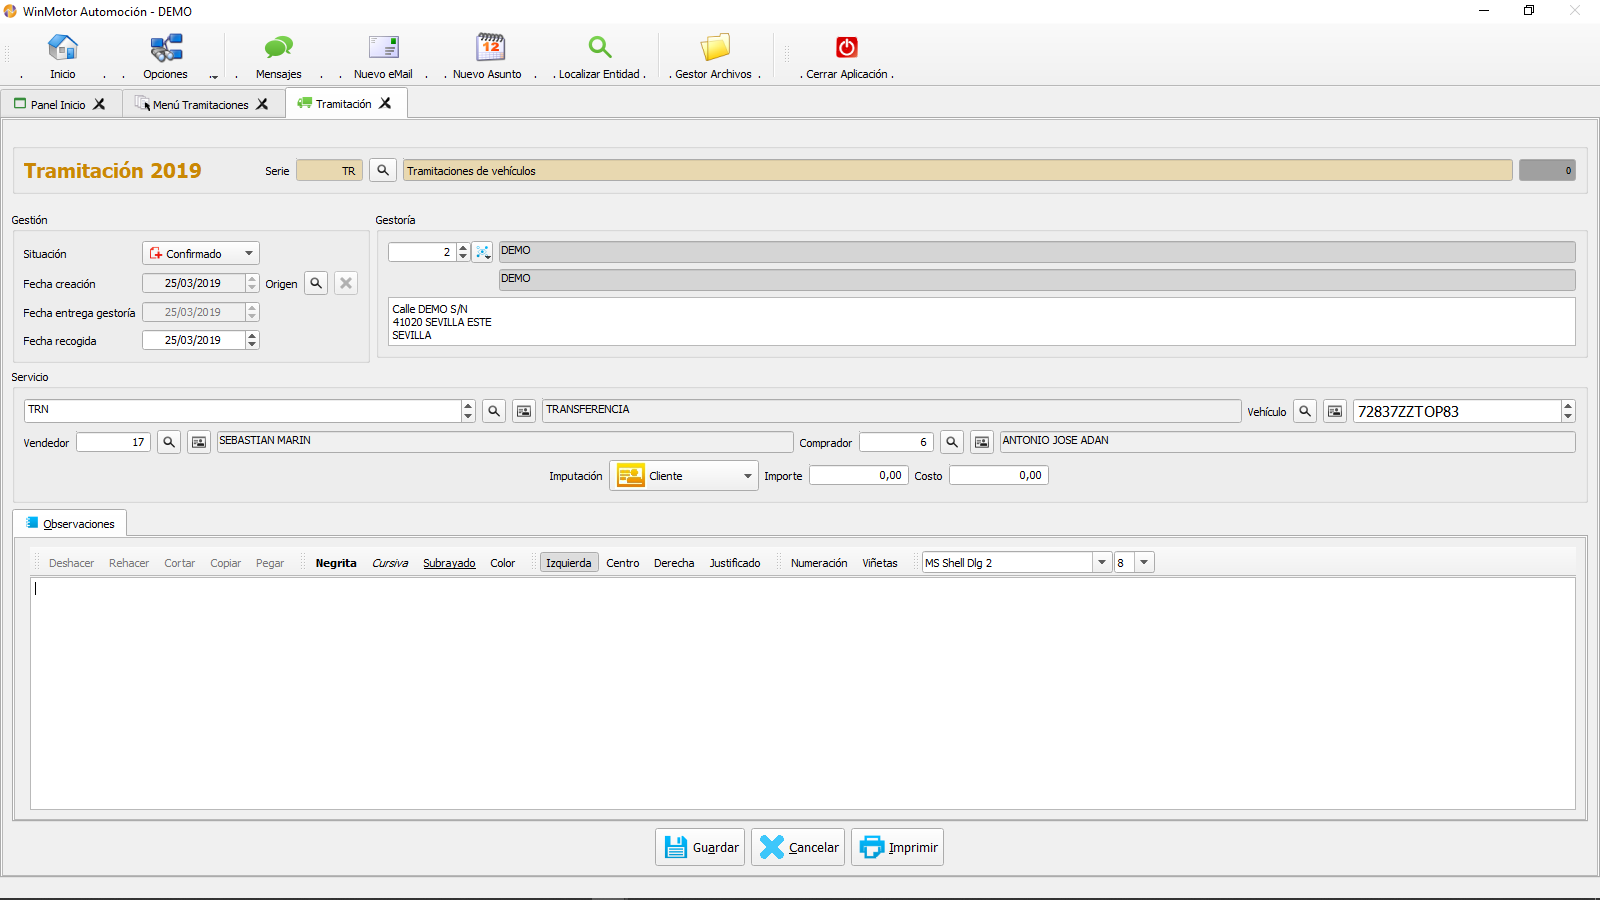 WinMotor Automoción - DEMO
. Inicio .
. Opciones
. Mensajes .
. Nuevo eMail .
. Nuevo Asunto .
. Localizar Entidad .
. Gestor Archivos .
. Cerrar Aplicación .
Panel Inicio
Menú Tramitaciones
Tramitación
Tramitación 2019 Serie TR Tramitaciones de vehículos 0
Gestión
Situación Confirmado
Fecha creación 25/03/2019 Origen
Fecha entrega gestoría 25/03/2019
Fecha recogida 25/03/2019
Gestoría
2 DEMO
DEMO
Calle DEMO S/N
41020 SEVILLA ESTE
SEVILLA
Servicio
TRN TRANSFERENCIA Vehículo 72837ZZTOP83
Vendedor 17 SEBASTIAN MARIN Comprador 6 ANTONIO JOSE ADAN
Imputación Cliente Importe 0,00 Costo 0,00
Observaciones
Deshacer Rehacer Cortar Copiar Pegar Negrita Cursiva Subrayado Color Izquierda Centro Derecha Justificado Numeración Viñetas MS Shell Dlg 2 8
Guardar Cancelar Imprimir